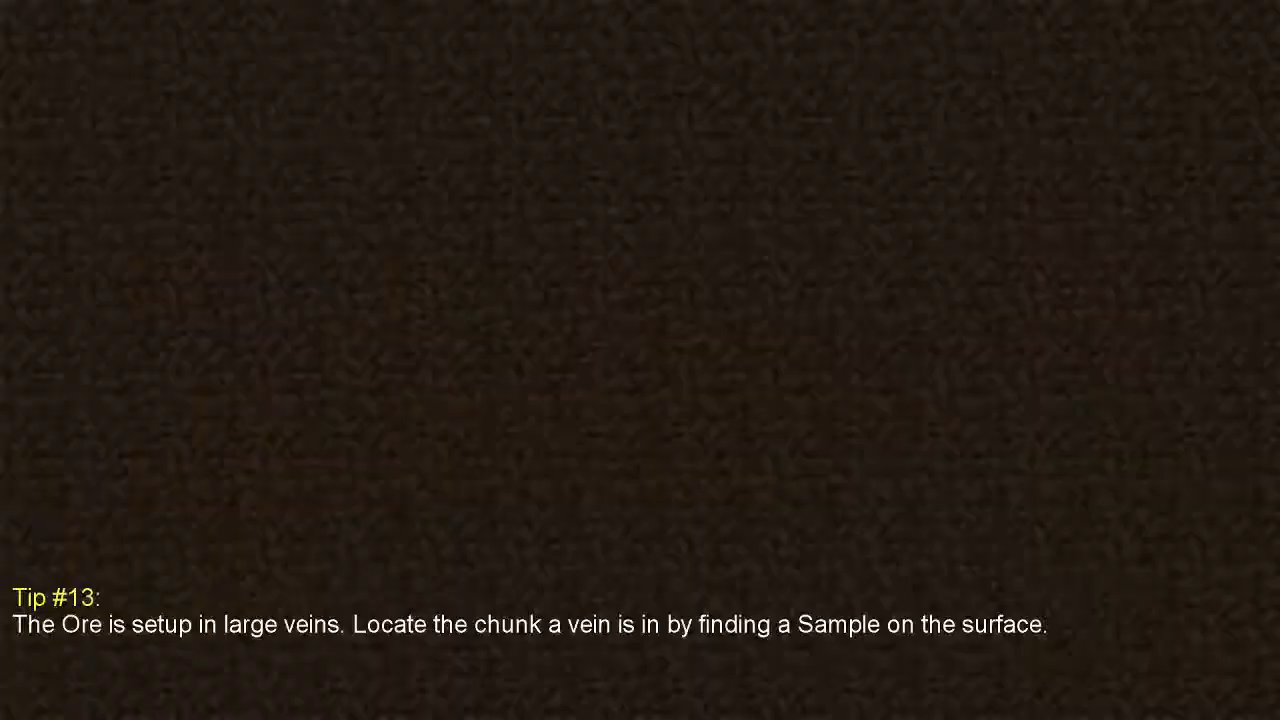 Tip #13:
The Ore is setup in large veins. Locate the chunk a vein is in by finding a Sample on the surface.